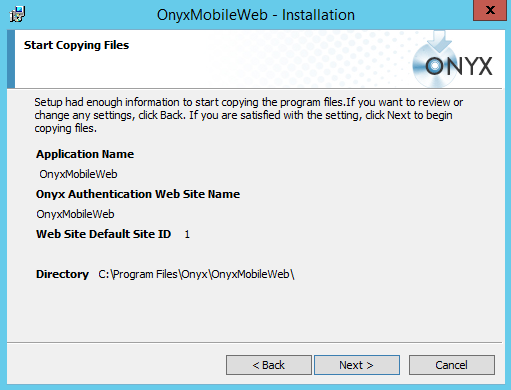 OnyxMobileWeb - Installation
Start Copying Files
ONYX
Setup had enough information to start copying the program files.If you want to review or
change any settings, click Back. If you are satisfied with the setting, click Next to begin
copying files.
Application Name
OnyxMobileWeb
Onyx Authentication Web Site Name
OnyxMobileWeb
Web Site Default Site ID 1
Directory C:\Program Files\Onyx\OnyxMobileWeb\
< Back Next > Cancel